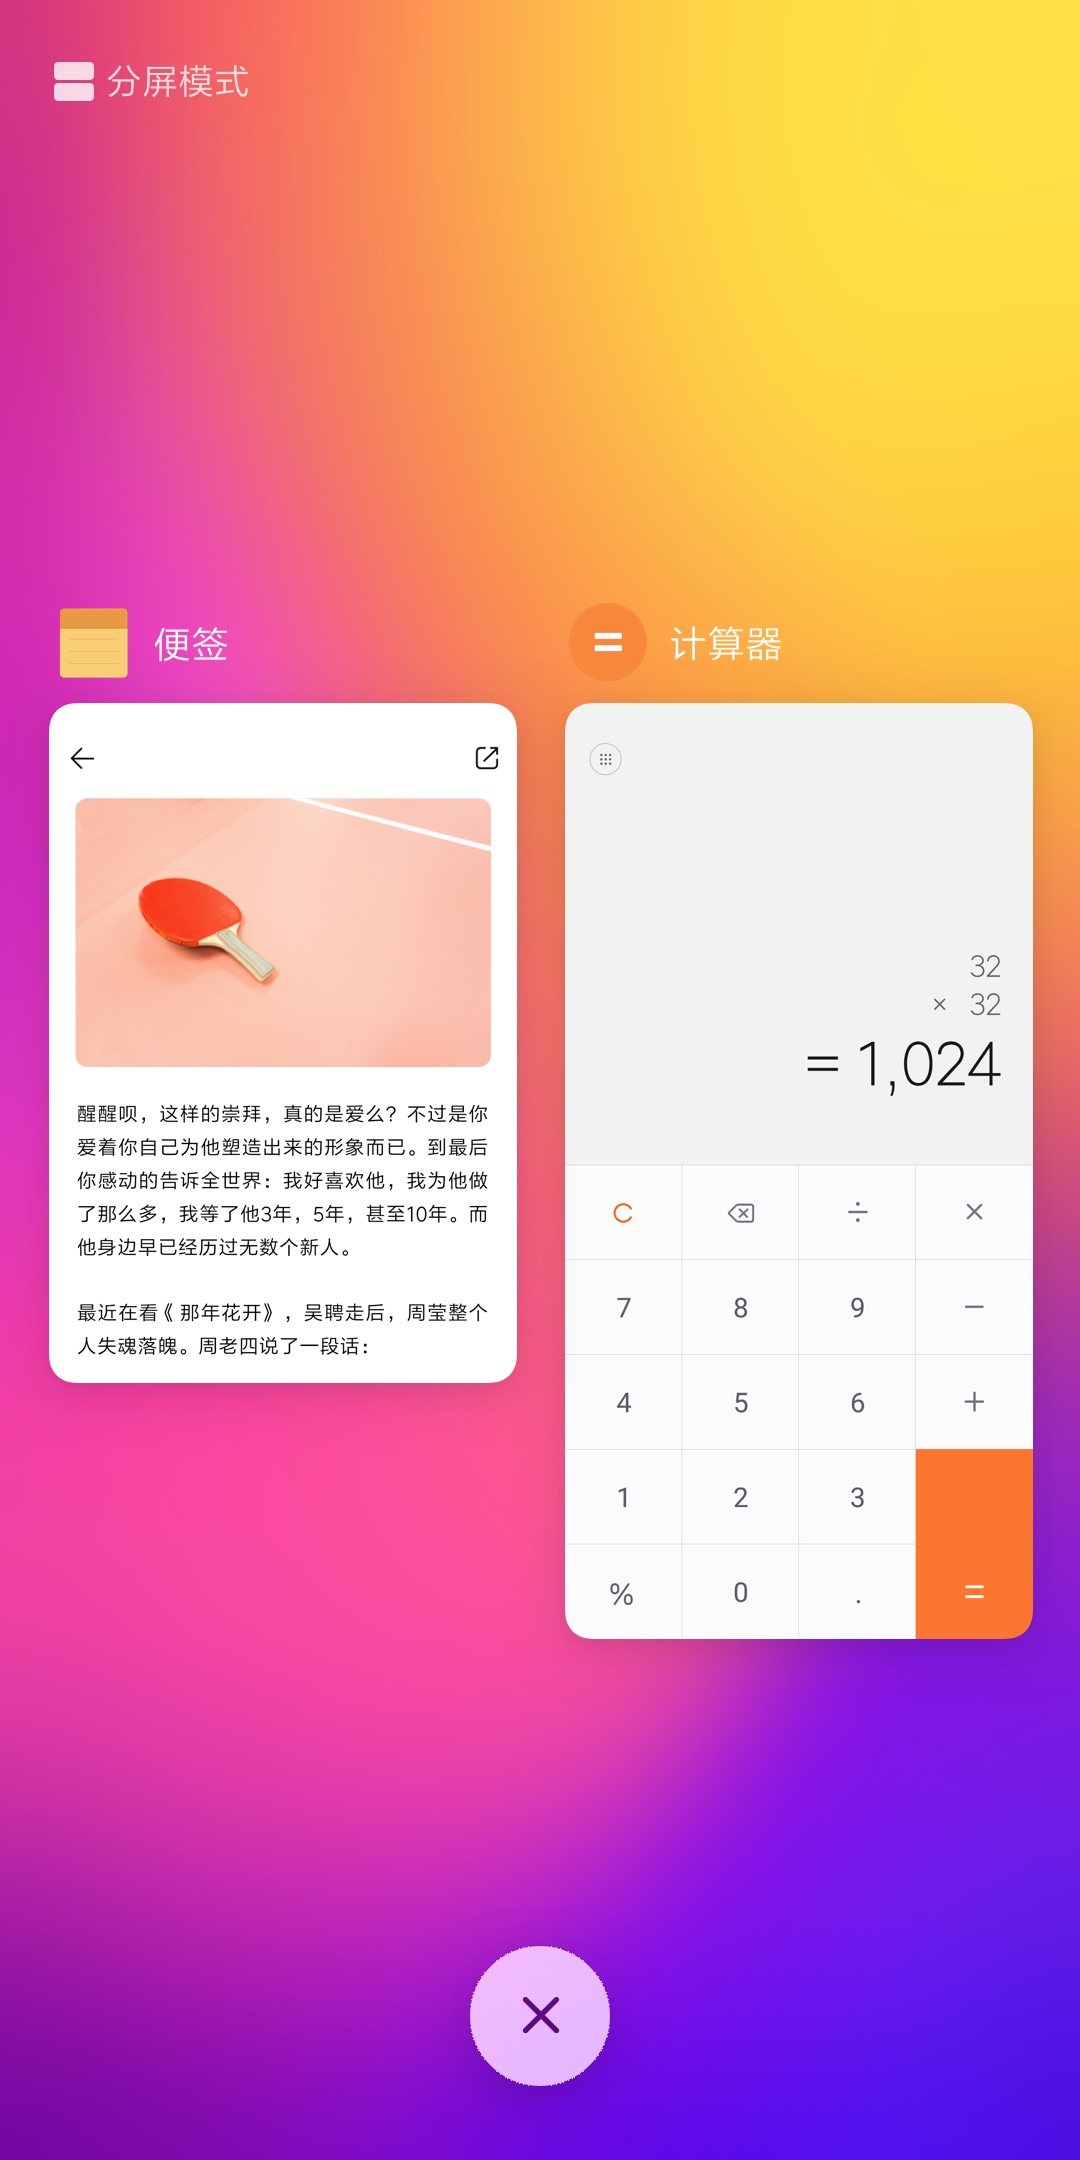 分屏模式
便签
醒醒呗，这样的崇拜，真的是爱么？不过是你
爱着你自己为他塑造出来的形象而已。到最后
你感动的告诉全世界：我好喜欢他，我为他做
了那么多，我等了他3年，5年，甚至10年。而
他身边早已经历过无数个新人。
最近在看《 那年花开》，吴聘走后，周莹整个
人失魂落魄。周老四说了一段话：
计算器
32
× 32
= 1,024
C ÷ ×
7 8 9 −
4 5 6 +
1 2 3
% 0 . =